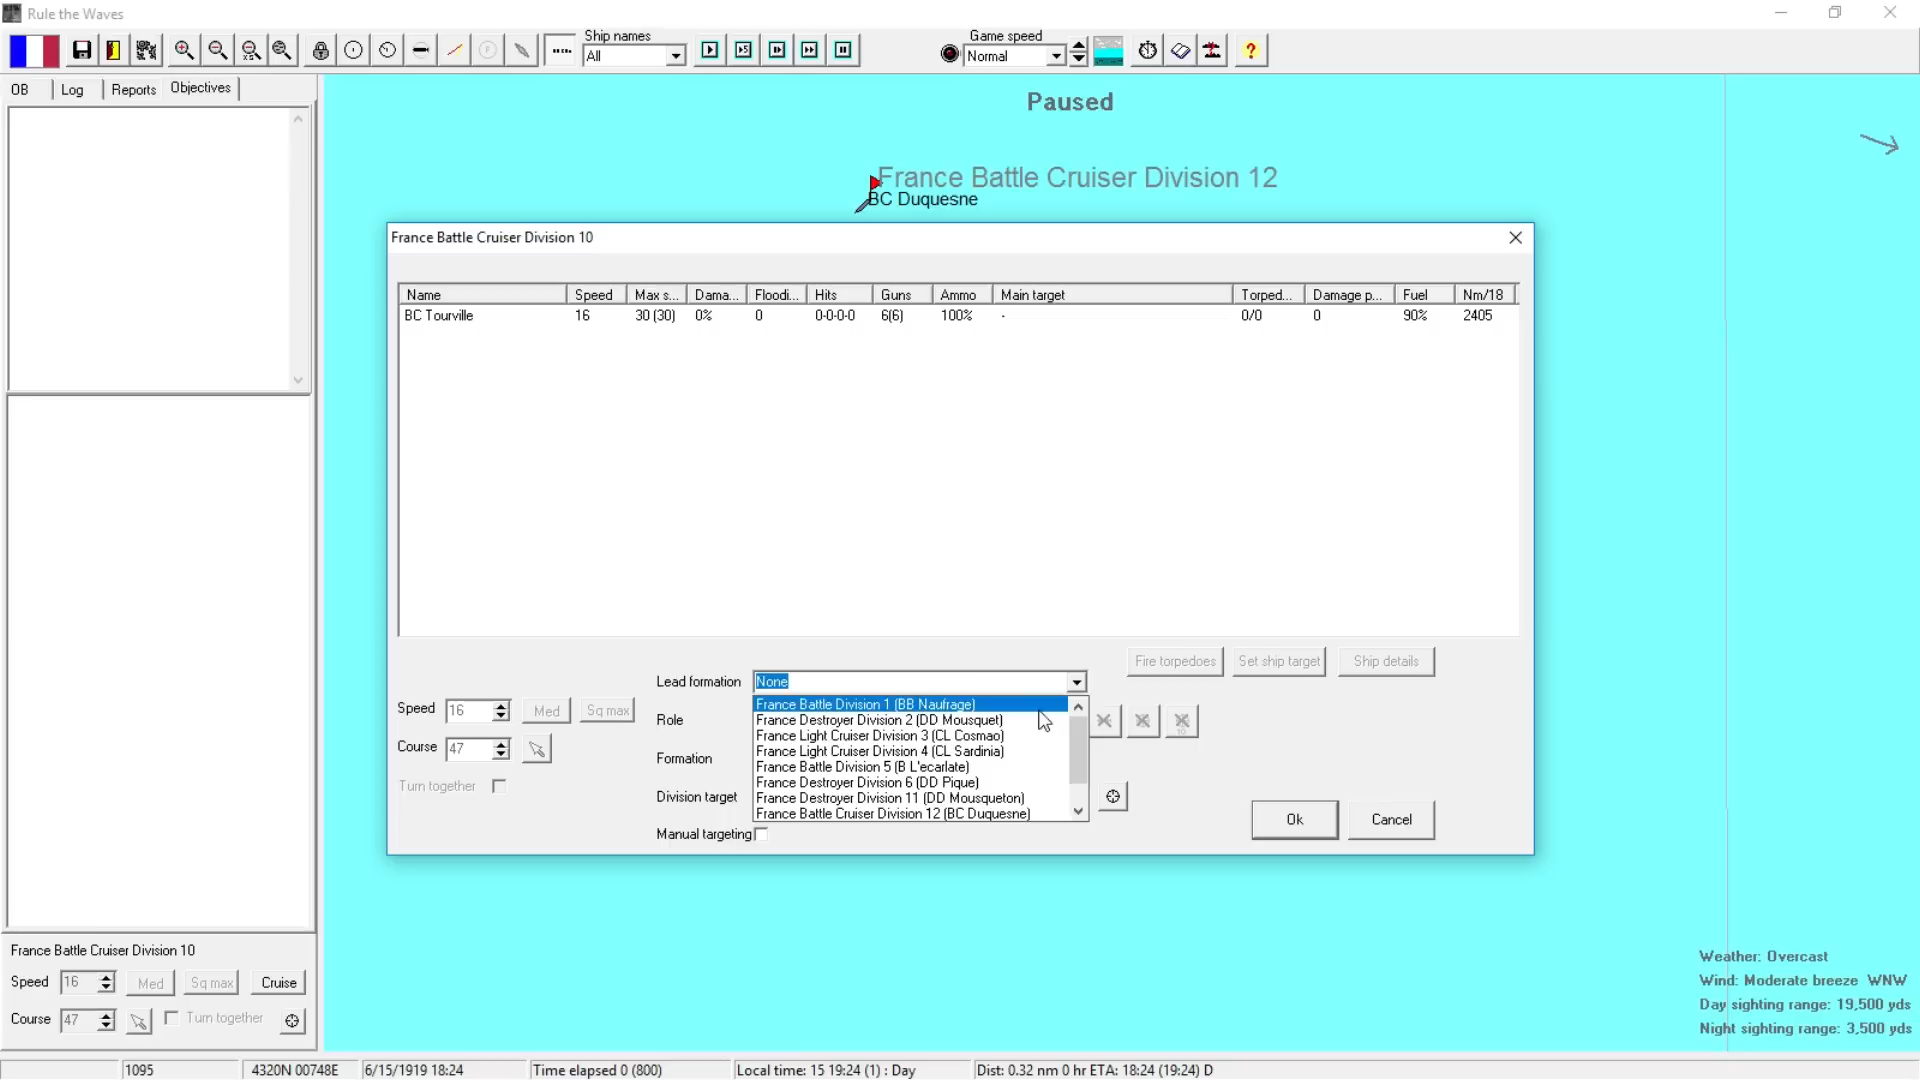 Rule the Waves
Ship names
All
Game speed
Normal
?
OB
Log
Reports
Objectives
Paused
France Battle Cruiser Division 12
BC Duquesne
France Battle Cruiser Division 10
Name Speed Max s... Dama... Floodi... Hits Guns Ammo Main target Torped... Damage p... Fuel Nm/18
BC Tourville 16 30 (30) 0% 0 0-0-0-0 6(6) 100% - 0/0 0 90% 2405
Fire torpedoes Set ship target Ship details
Lead formation None
Speed 16 Med Sq max
Course 47
Turn together
Role
Formation
Division target
Manual targeting
France Battle Division 1 (BB Naufrage)
France Destroyer Division 2 (DD Mousquet)
France Light Cruiser Division 3 (CL Cosmao)
France Light Cruiser Division 4 (CL Sardinia)
France Battle Division 5 (B L'ecarlate)
France Destroyer Division 6 (DD Pique)
France Destroyer Division 11 (DD Mousqueton)
France Battle Cruiser Division 12 (BC Duquesne)
Ok Cancel
France Battle Cruiser Division 10
Speed 16 Med Sq max Cruise
Course 47 Turn together
Weather: Overcast
Wind: Moderate breeze WNW
Day sighting range: 19,500 yds
Night sighting range: 3,500 yds
1095 4320N 00748E 6/15/1919 18:24 Time elapsed 0 (800) Local time: 15 19:24 (1) : Day Dist: 0.32 nm 0 hr ETA: 18:24 (19:24) D